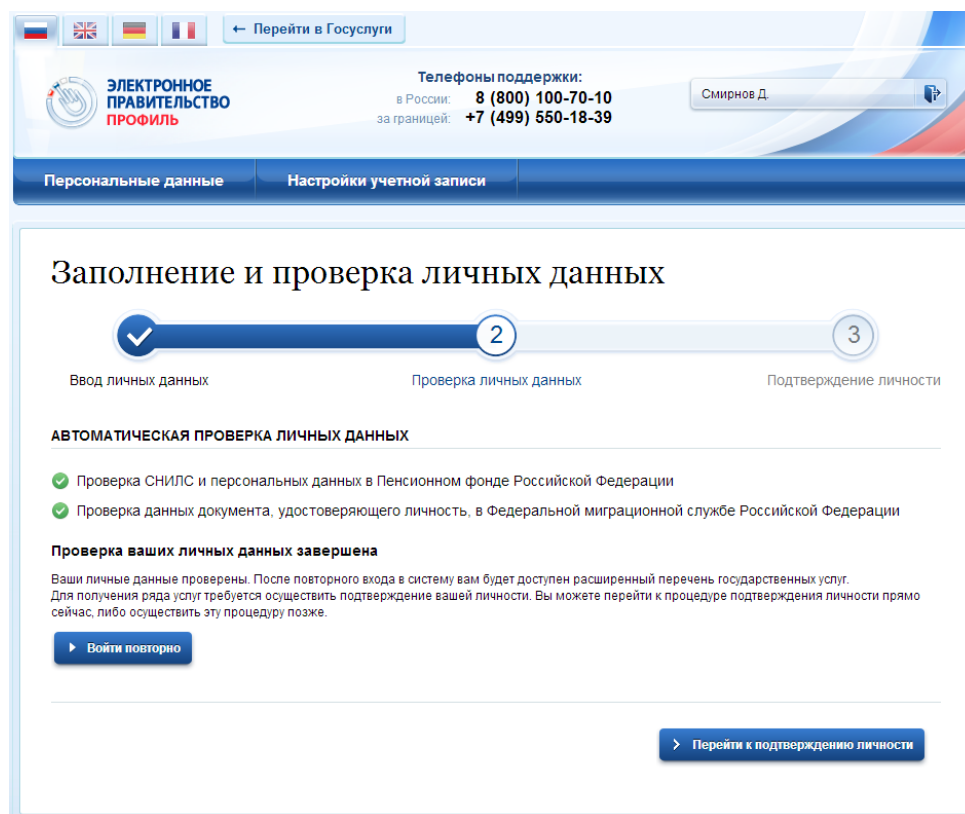 ← Перейти в Госуслуги
ЭЛЕКТРОННОЕ
ПРАВИТЕЛЬСТВО
ПРОФИЛЬ
Телефоны поддержки:
в России: 8 (800) 100-70-10
за границей: +7 (499) 550-18-39
Смирнов Д.
Персональные данные Настройки учетной записи
Заполнение и проверка личных данных
2 3
Ввод личных данных Проверка личных данных Подтверждение личности
АВТОМАТИЧЕСКАЯ ПРОВЕРКА ЛИЧНЫХ ДАННЫХ
Проверка СНИЛС и персональных данных в Пенсионном фонде Российской Федерации
Проверка данных документа, удостоверяющего личность, в Федеральной миграционной службе Российской Федерации
Проверка ваших личных данных завершена
Ваши личные данные проверены. После повторного входа в систему вам будет доступен расширенный перечень государственных услуг.
Для получения ряда услуг требуется осуществить подтверждение вашей личности. Вы можете перейти к процедуре подтверждения личности прямо
сейчас, либо осуществить эту процедуру позже.
Войти повторно
Перейти к подтверждению личности